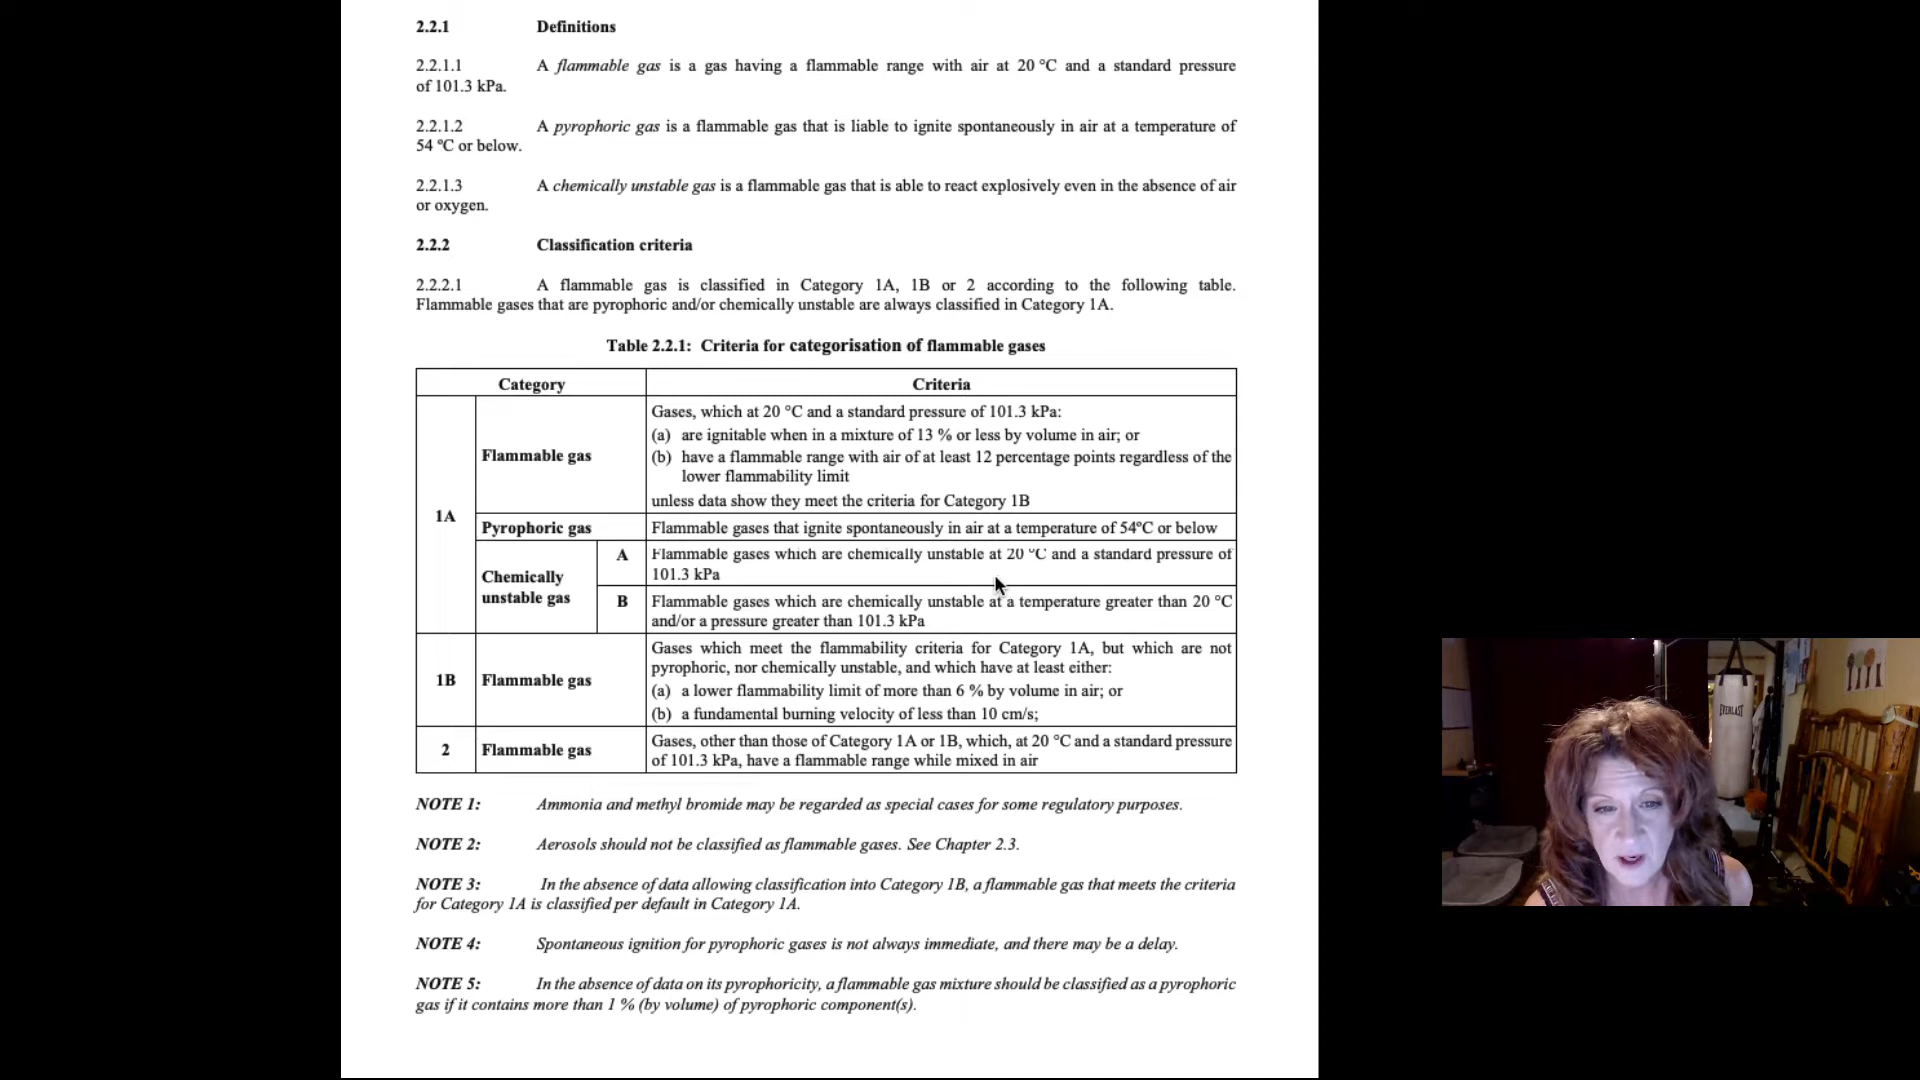 2.2.1 Definitions
2.2.1.1 A flammable gas is a gas having a flammable range with air at 20 °C and a standard pressure
of 101.3 kPa.
2.2.1.2 A pyrophoric gas is a flammable gas that is liable to ignite spontaneously in air at a temperature of
54 ºC or below.
2.2.1.3 A chemically unstable gas is a flammable gas that is able to react explosively even in the absence of air
or oxygen.
2.2.2 Classification criteria
2.2.2.1 A flammable gas is classified in Category 1A, 1B or 2 according to the following table.
Flammable gases that are pyrophoric and/or chemically unstable are always classified in Category 1A.
Table 2.2.1: Criteria for categorisation of flammable gases
Category Criteria
1A
Flammable gas
Gases, which at 20 °C and a standard pressure of 101.3 kPa:
(a) are ignitable when in a mixture of 13 % or less by volume in air; or
(b) have a flammable range with air of at least 12 percentage points regardless of the
lower flammability limit
unless data show they meet the criteria for Category 1B
Pyrophoric gas Flammable gases that ignite spontaneously in air at a temperature of 54ºC or below
Chemically
unstable gas
A Flammable gases which are chemically unstable at 20 °C and a standard pressure of
101.3 kPa
B Flammable gases which are chemically unstable at a temperature greater than 20 °C
and/or a pressure greater than 101.3 kPa
1B Flammable gas
Gases which meet the flammability criteria for Category 1A, but which are not
pyrophoric, nor chemically unstable, and which have at least either:
(a) a lower flammability limit of more than 6 % by volume in air; or
(b) a fundamental burning velocity of less than 10 cm/s;
2 Flammable gas
Gases, other than those of Category 1A or 1B, which, at 20 °C and a standard pressure
of 101.3 kPa, have a flammable range while mixed in air
NOTE 1: Ammonia and methyl bromide may be regarded as special cases for some regulatory purposes.
NOTE 2: Aerosols should not be classified as flammable gases. See Chapter 2.3.
NOTE 3: In the absence of data allowing classification into Category 1B, a flammable gas that meets the criteria
for Category 1A is classified per default in Category 1A.
NOTE 4: Spontaneous ignition for pyrophoric gases is not always immediate, and there may be a delay.
NOTE 5: In the absence of data on its pyrophoricity, a flammable gas mixture should be classified as a pyrophoric
gas if it contains more than 1 % (by volume) of pyrophoric component(s).
EVERLAST